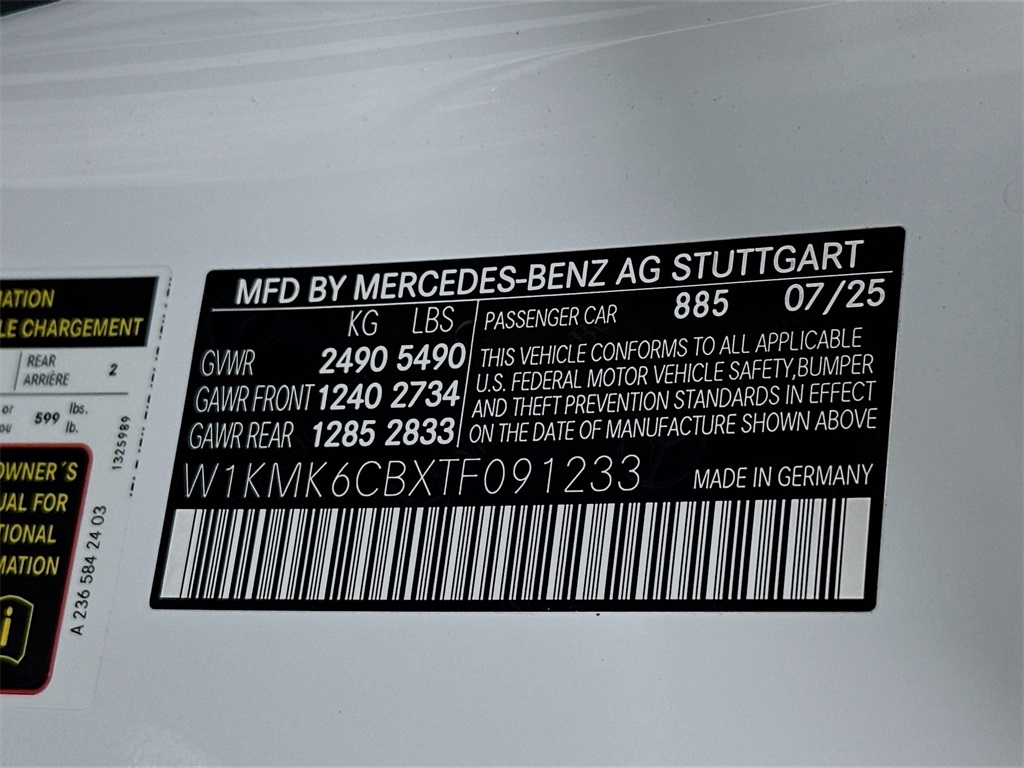 MFD BY MERCEDES-BENZ AG STUTTGART
KG LBS
GVWR 2490 5490
GAWR FRONT 1240 2734
GAWR REAR 1285 2833
PASSENGER CAR 885 07/25
THIS VEHICLE CONFORMS TO ALL APPLICABLE
U.S. FEDERAL MOTOR VEHICLE SAFETY, BUMPER
AND THEFT PREVENTION STANDARDS IN EFFECT
ON THE DATE OF MANUFACTURE SHOWN ABOVE
W1KMK6CBXTF091233
MADE IN GERMANY
MATION
LE CHARGEMENT
REAR 2
ARRIÈRE
or 599 lbs.
ou lb.
OWNER´S
UAL FOR
TIONAL
MATION
i
1325989
A 236 584 24 03